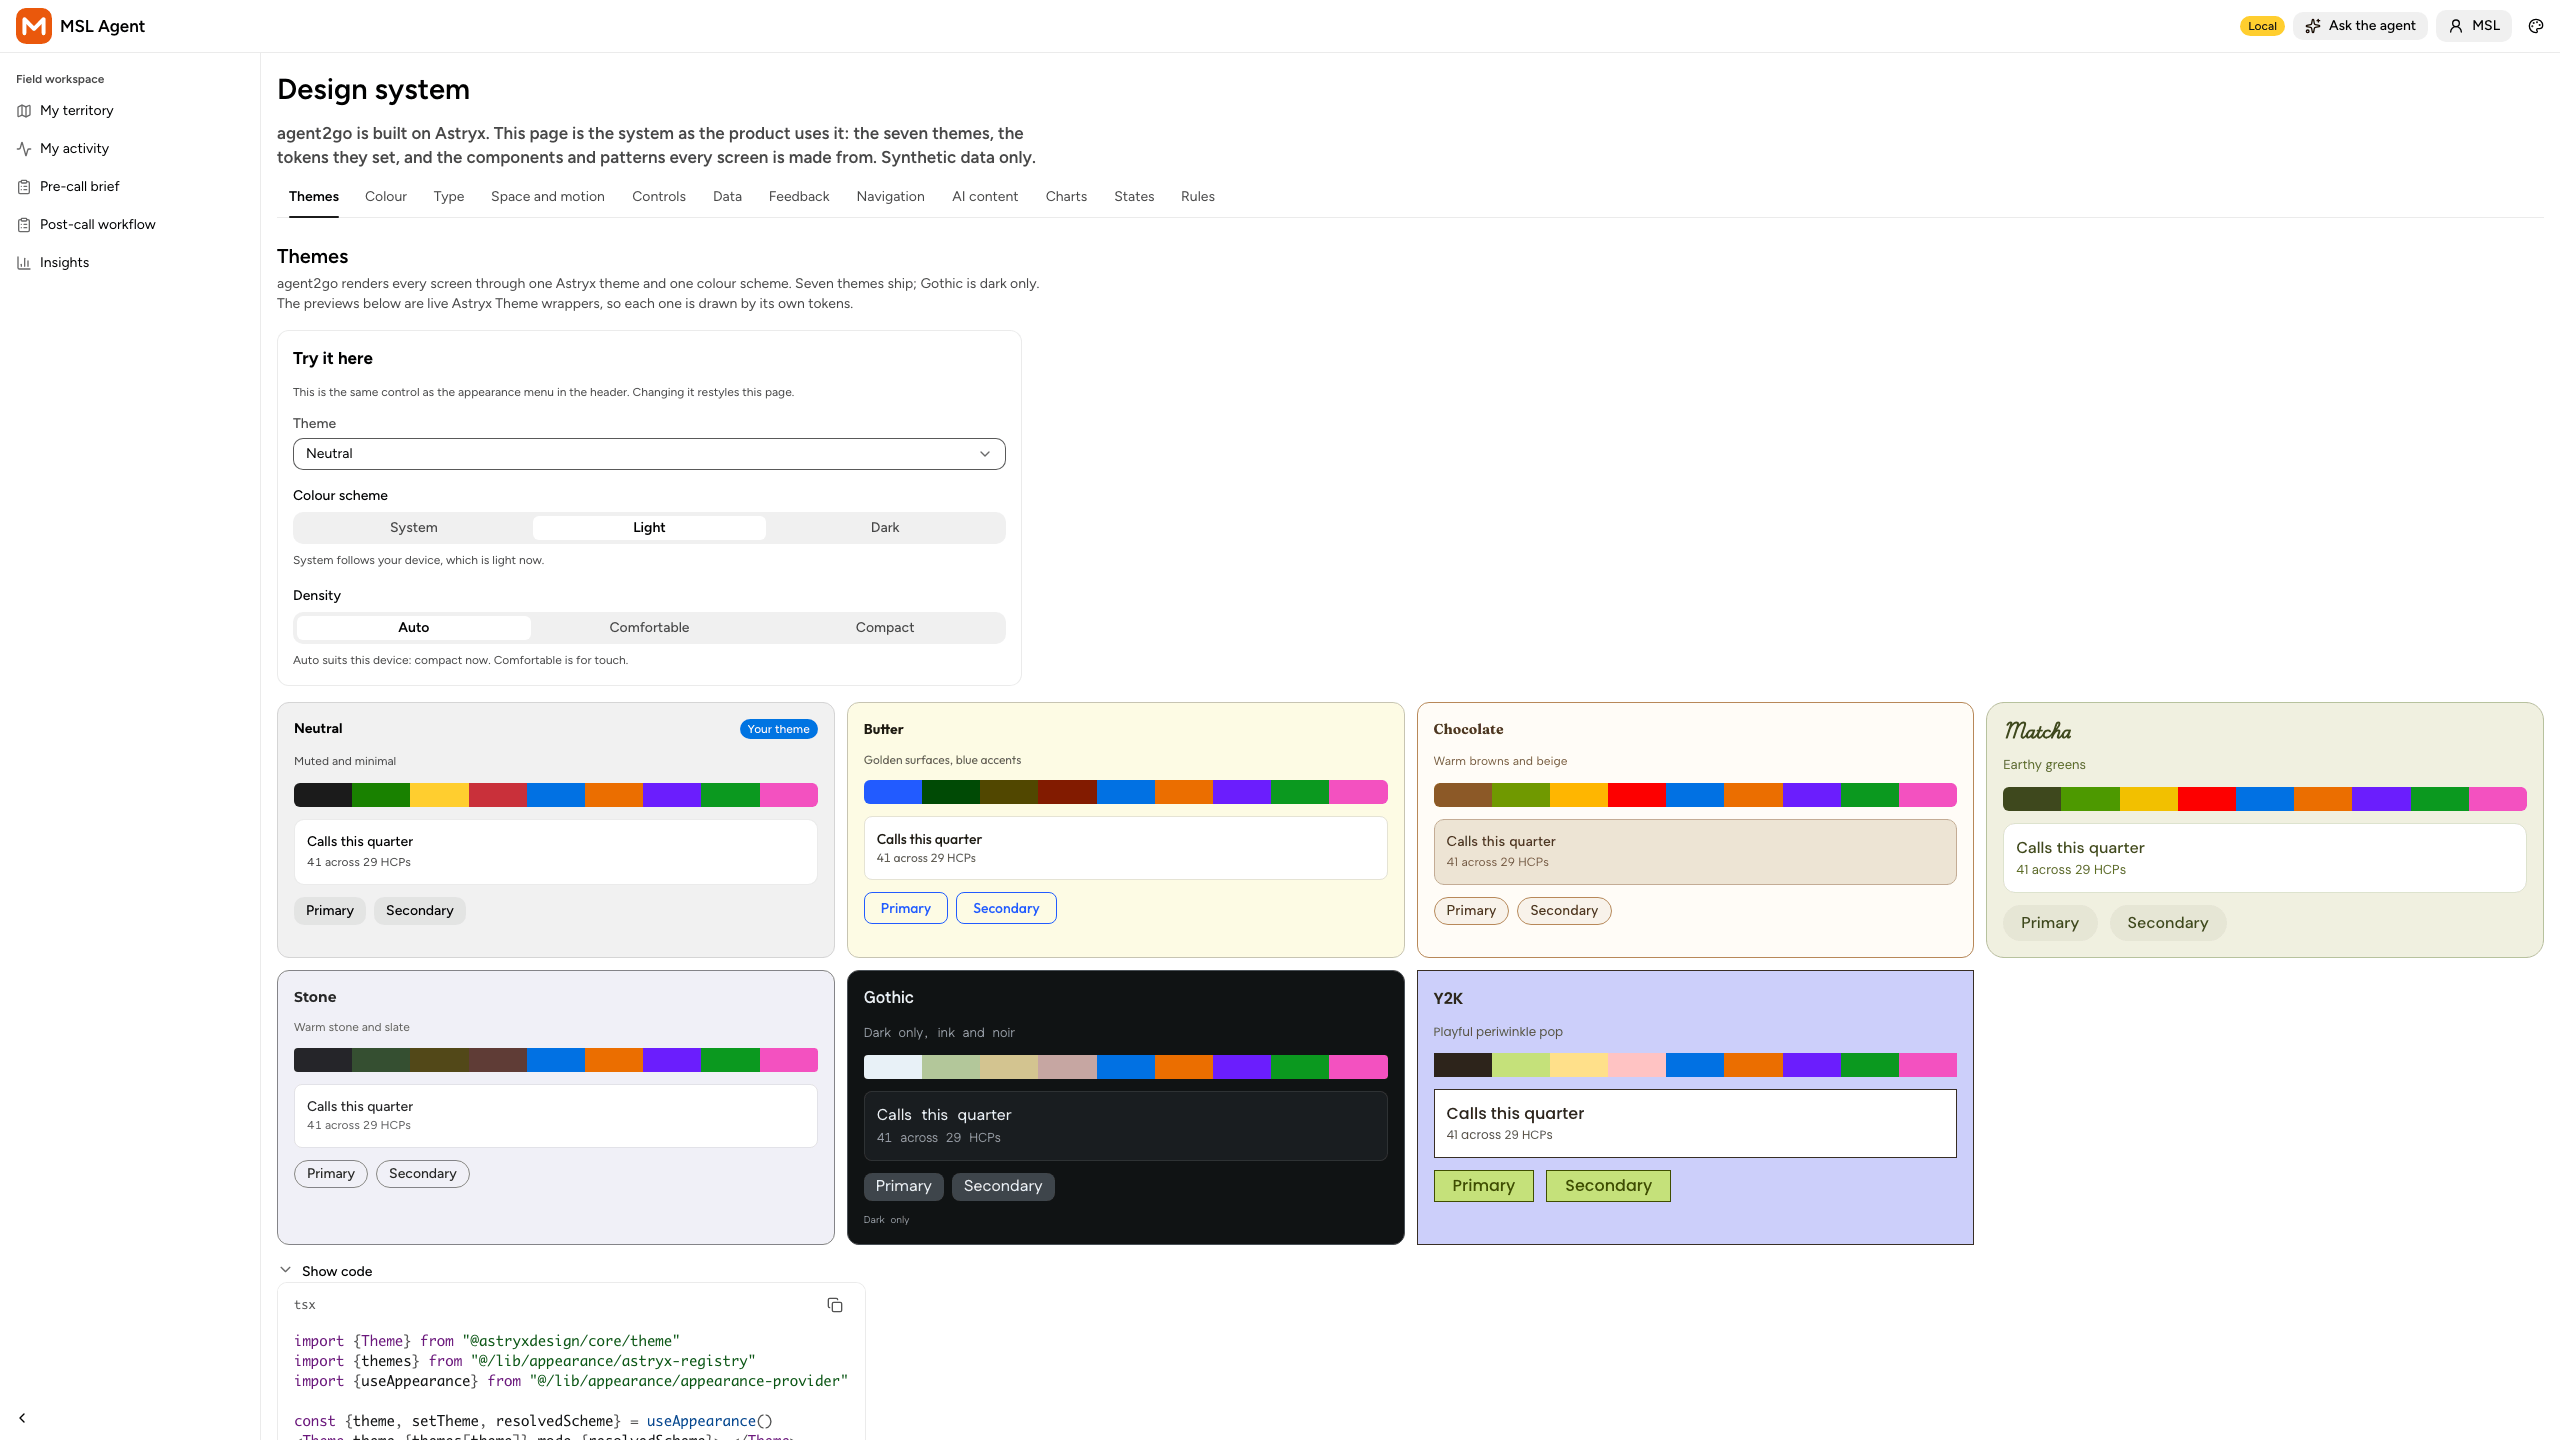 MSL Agent
Local
Ask the agent
MSL
Field workspace
My territory
My activity
Pre-call brief
Post-call workflow
Insights
Design system
agent2go is built on Astryx. This page is the system as the product uses it: the seven themes, the
tokens they set, and the components and patterns every screen is made from. Synthetic data only.
Themes Colour Type Space and motion Controls Data Feedback Navigation AI content Charts States Rules
Themes
agent2go renders every screen through one Astryx theme and one colour scheme. Seven themes ship; Gothic is dark only.
The previews below are live Astryx Theme wrappers, so each one is drawn by its own tokens.
Try it here
This is the same control as the appearance menu in the header. Changing it restyles this page.
Theme
Neutral
Colour scheme
System Light Dark
System follows your device, which is light now.
Density
Auto Comfortable Compact
Auto suits this device: compact now. Comfortable is for touch.
Neutral
Your theme
Muted and minimal
Calls this quarter
41 across 29 HCPs
Primary Secondary
Butter
Golden surfaces, blue accents
Calls this quarter
41 across 29 HCPs
Primary Secondary
Chocolate
Warm browns and beige
Calls this quarter
41 across 29 HCPs
Primary Secondary
Matcha
Earthy greens
Calls this quarter
41 across 29 HCPs
Primary Secondary
Stone
Warm stone and slate
Calls this quarter
41 across 29 HCPs
Primary Secondary
Gothic
Dark only, ink and noir
Calls this quarter
41 across 29 HCPs
Primary Secondary
Dark only
Y2K
Playful periwinkle pop
Calls this quarter
41 across 29 HCPs
Primary Secondary
Show code
tsx
import {Theme} from "@astryxdesign/core/theme"
import {themes} from "@/lib/appearance/astryx-registry"
import {useAppearance} from "@/lib/appearance/appearance-provider"
const {theme, setTheme, resolvedScheme} = useAppearance()